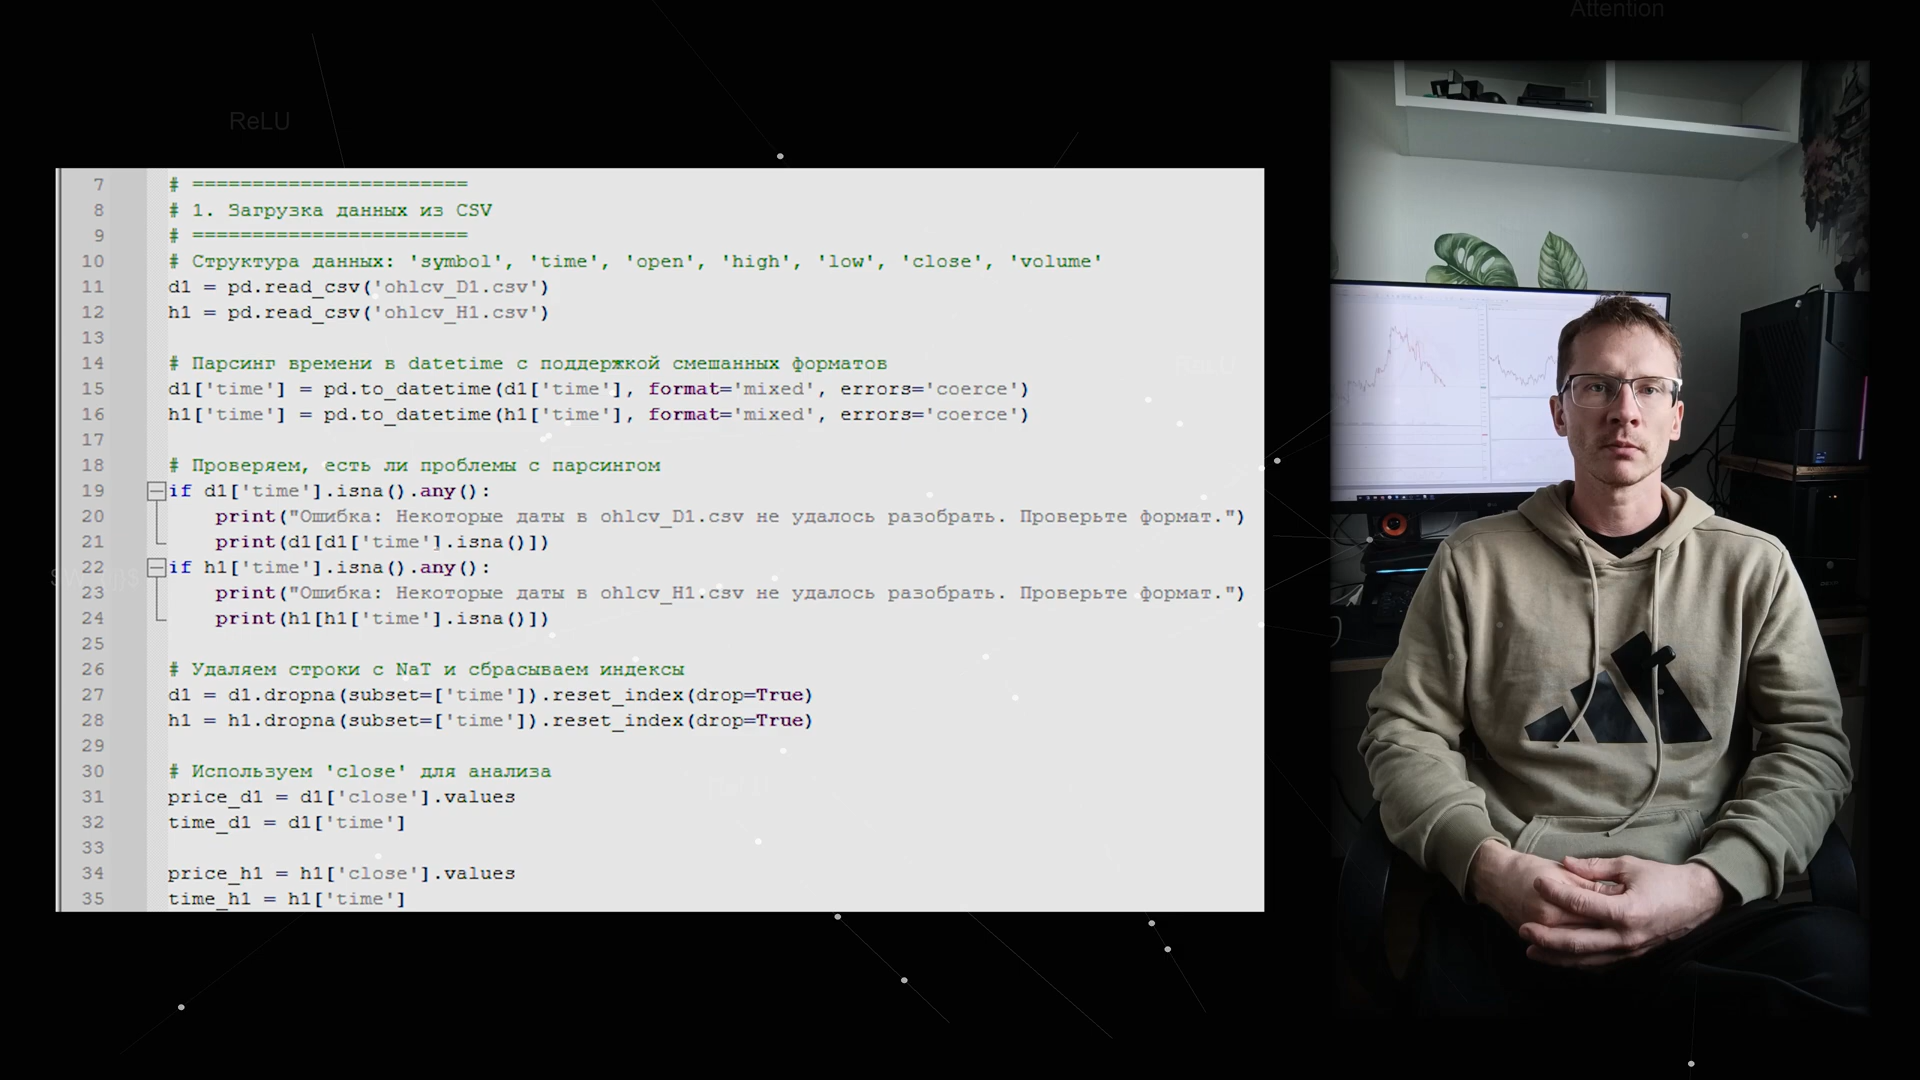 Attention
ReLU
7 # =======================
8 # 1. Загрузка данных из CSV
9 # =======================
10 # Структура данных: 'symbol', 'time', 'open', 'high', 'low', 'close', 'volume'
11 d1 = pd.read_csv('ohlcv_D1.csv')
12 h1 = pd.read_csv('ohlcv_H1.csv')
13
14 # Парсинг времени в datetime с поддержкой смешанных форматов
15 d1['time'] = pd.to_datetime(d1['time'], format='mixed', errors='coerce')
16 h1['time'] = pd.to_datetime(h1['time'], format='mixed', errors='coerce')
17
18 # Проверяем, есть ли проблемы с парсингом
19 if d1['time'].isna().any():
20 print("Ошибка: Некоторые даты в ohlcv_D1.csv не удалось разобрать. Проверьте формат.")
21 print(d1[d1['time'].isna()])
22 if h1['time'].isna().any():
23 print("Ошибка: Некоторые даты в ohlcv_H1.csv не удалось разобрать. Проверьте формат.")
24 print(h1[h1['time'].isna()])
25
26 # Удаляем строки с NaT и сбрасываем индексы
27 d1 = d1.dropna(subset=['time']).reset_index(drop=True)
28 h1 = h1.dropna(subset=['time']).reset_index(drop=True)
29
30 # Используем 'close' для анализа
31 price_d1 = d1['close'].values
32 time_d1 = d1['time']
33
34 price_h1 = h1['close'].values
35 time_h1 = h1['time']
ReLU